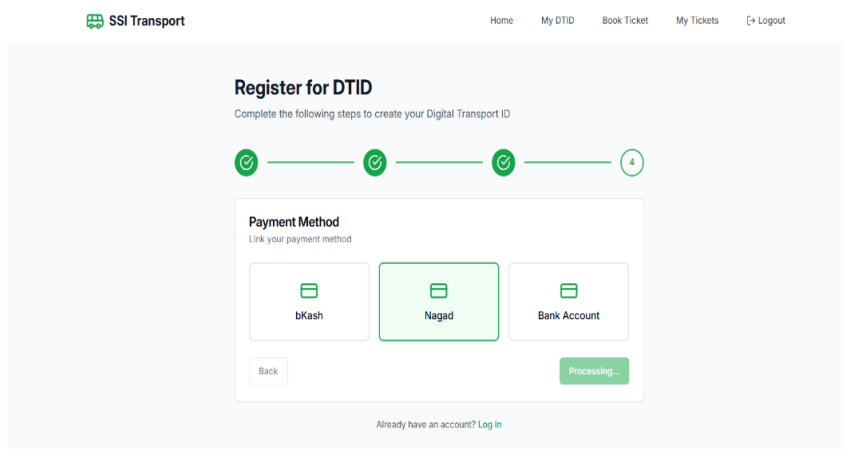 SSI Transport
Home My DTID Book Ticket My Tickets Logout
Register for DTID
Complete the following steps to create your Digital Transport ID
4
Payment Method
Link your payment method
bKash Nagad Bank Account
Back Processing...
Already have an account? Log in